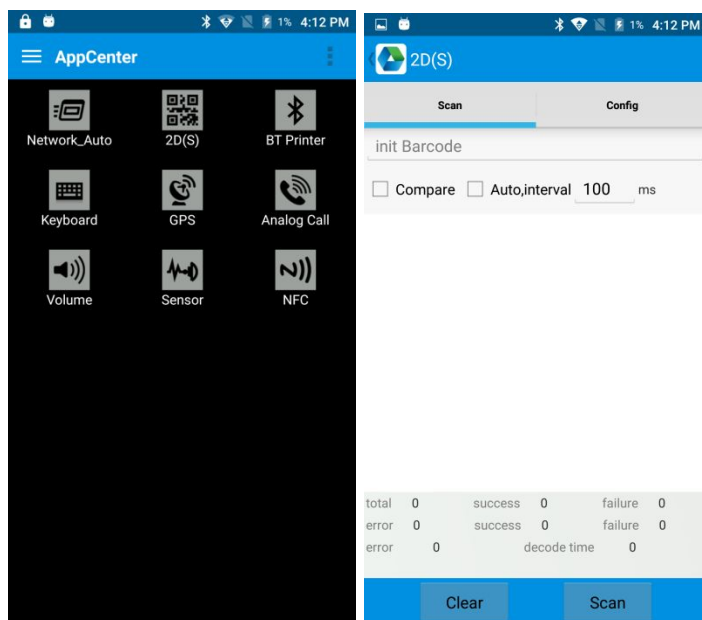 1% 4:12 PM
AppCenter
Network_Auto 2D(S) BT Printer
Keyboard GPS Analog Call
Volume Sensor NFC
1% 4:12 PM
2D(S)
Scan Config
init Barcode
Compare Auto,interval 100 ms
total 0 success 0 failure 0
error 0 success 0 failure 0
error 0 decode time 0
Clear Scan